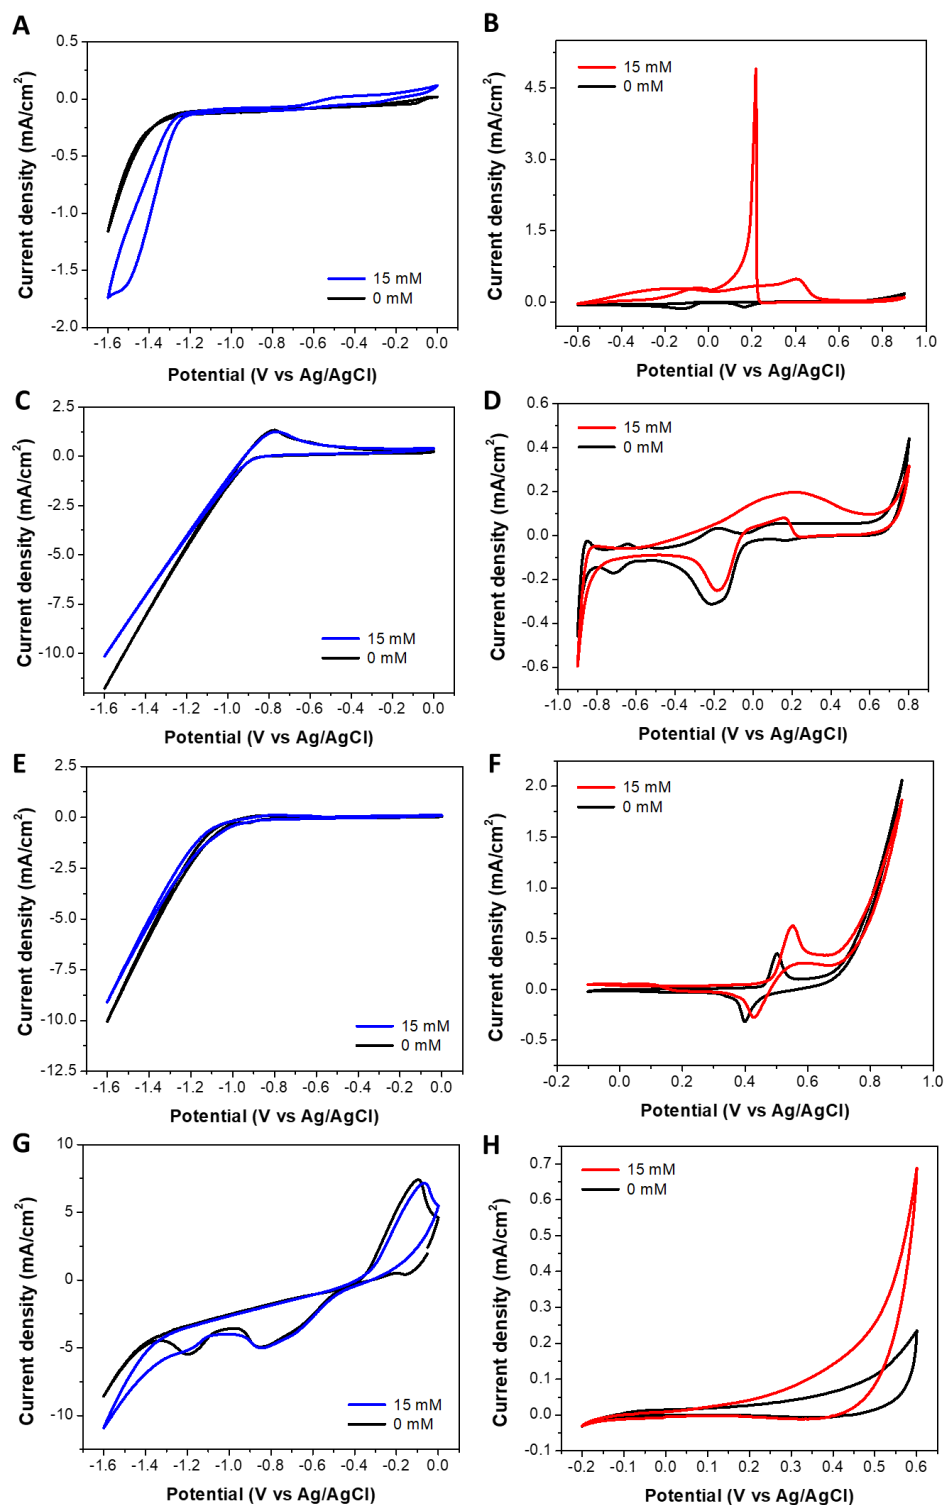 A
0.5
0.0
-0.5
-1.0
-1.5
-2.0
Current density (mA/cm²)
15 mM
0 mM
-1.6 -1.4 -1.2 -1.0 -0.8 -0.6 -0.4 -0.2 0.0
Potential (V vs Ag/AgCl)
B
15 mM
0 mM
4.5
3.0
1.5
0.0
Current density (mA/cm²)
-0.6 -0.4 -0.2 0.0 0.2 0.4 0.6 0.8 1.0
Potential (V vs Ag/AgCl)
C
2.5
0.0
-2.5
-5.0
-7.5
-10.0
Current density (mA/cm²)
15 mM
0 mM
-1.6 -1.4 -1.2 -1.0 -0.8 -0.6 -0.4 -0.2 0.0
Potential (V vs Ag/AgCl)
D
0.6
0.4
0.2
0.0
-0.2
-0.4
-0.6
Current density (mA/cm²)
15 mM
0 mM
-1.0 -0.8 -0.6 -0.4 -0.2 0.0 0.2 0.4 0.6 0.8
Potential (V vs Ag/AgCl)
E
2.5
0.0
-2.5
-5.0
-7.5
-10.0
-12.5
Current density (mA/cm²)
15 mM
0 mM
-1.6 -1.4 -1.2 -1.0 -0.8 -0.6 -0.4 -0.2 0.0
Potential (V vs Ag/AgCl)
F
2.0
1.5
1.0
0.5
0.0
-0.5
Current density (mA/cm²)
15 mM
0 mM
-0.2 0.0 0.2 0.4 0.6 0.8 1.0
Potential (V vs Ag/AgCl)
G
10
5
0
-5
-10
Current density (mA/cm²)
15 mM
0 mM
-1.6 -1.4 -1.2 -1.0 -0.8 -0.6 -0.4 -0.2 0.0
Potential (V vs Ag/AgCl)
H
0.7
0.6
0.5
0.4
0.3
0.2
0.1
0.0
-0.1
Current density (mA/cm²)
15 mM
0 mM
-0.2 -0.1 0.0 0.1 0.2 0.3 0.4 0.5 0.6
Potential (V vs Ag/AgCl)